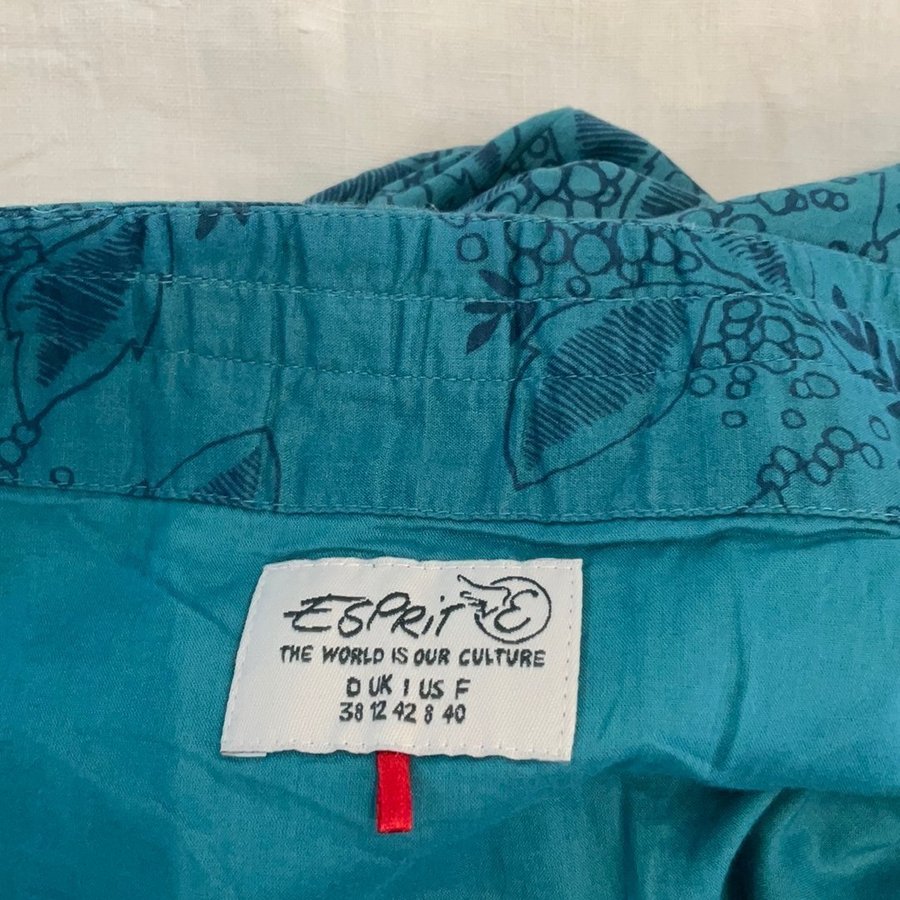 ESPRIT E
THE WORLD IS OUR CULTURE
D UK I US F
38 12 42 8 40